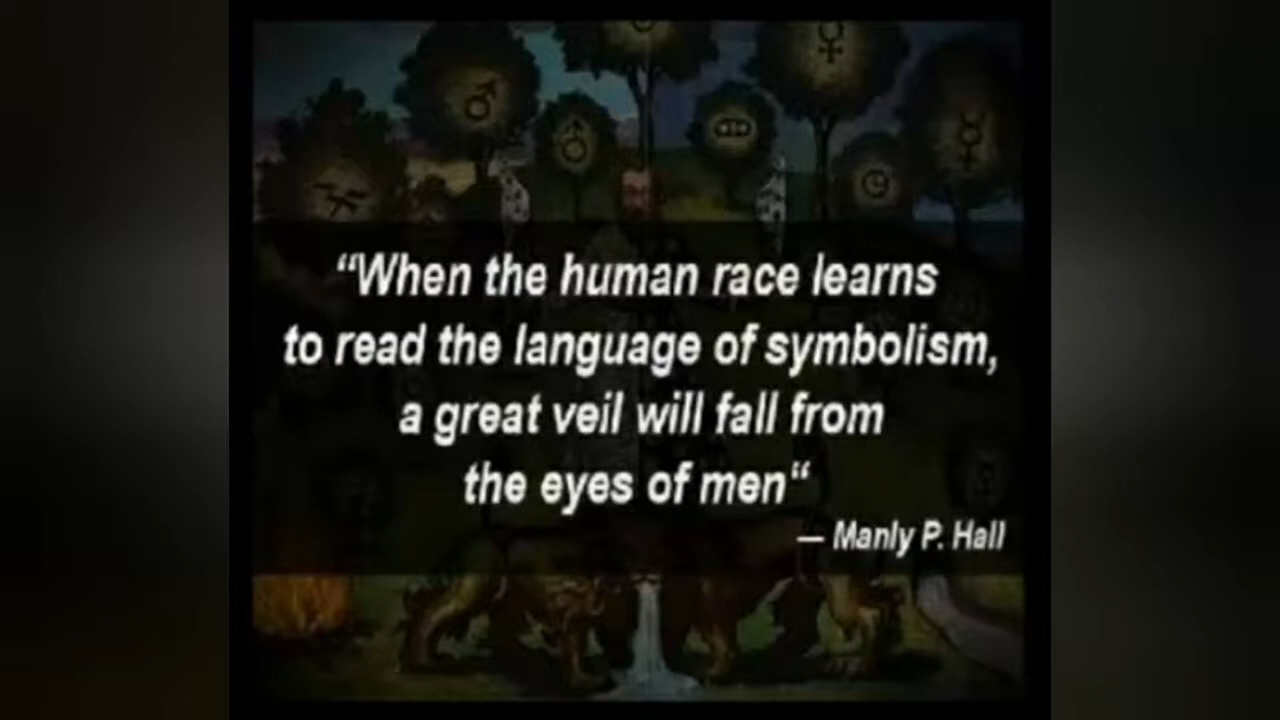 “When the human race learns
to read the language of symbolism,
a great veil will fall from
the eyes of men“
— Manly P. Hall